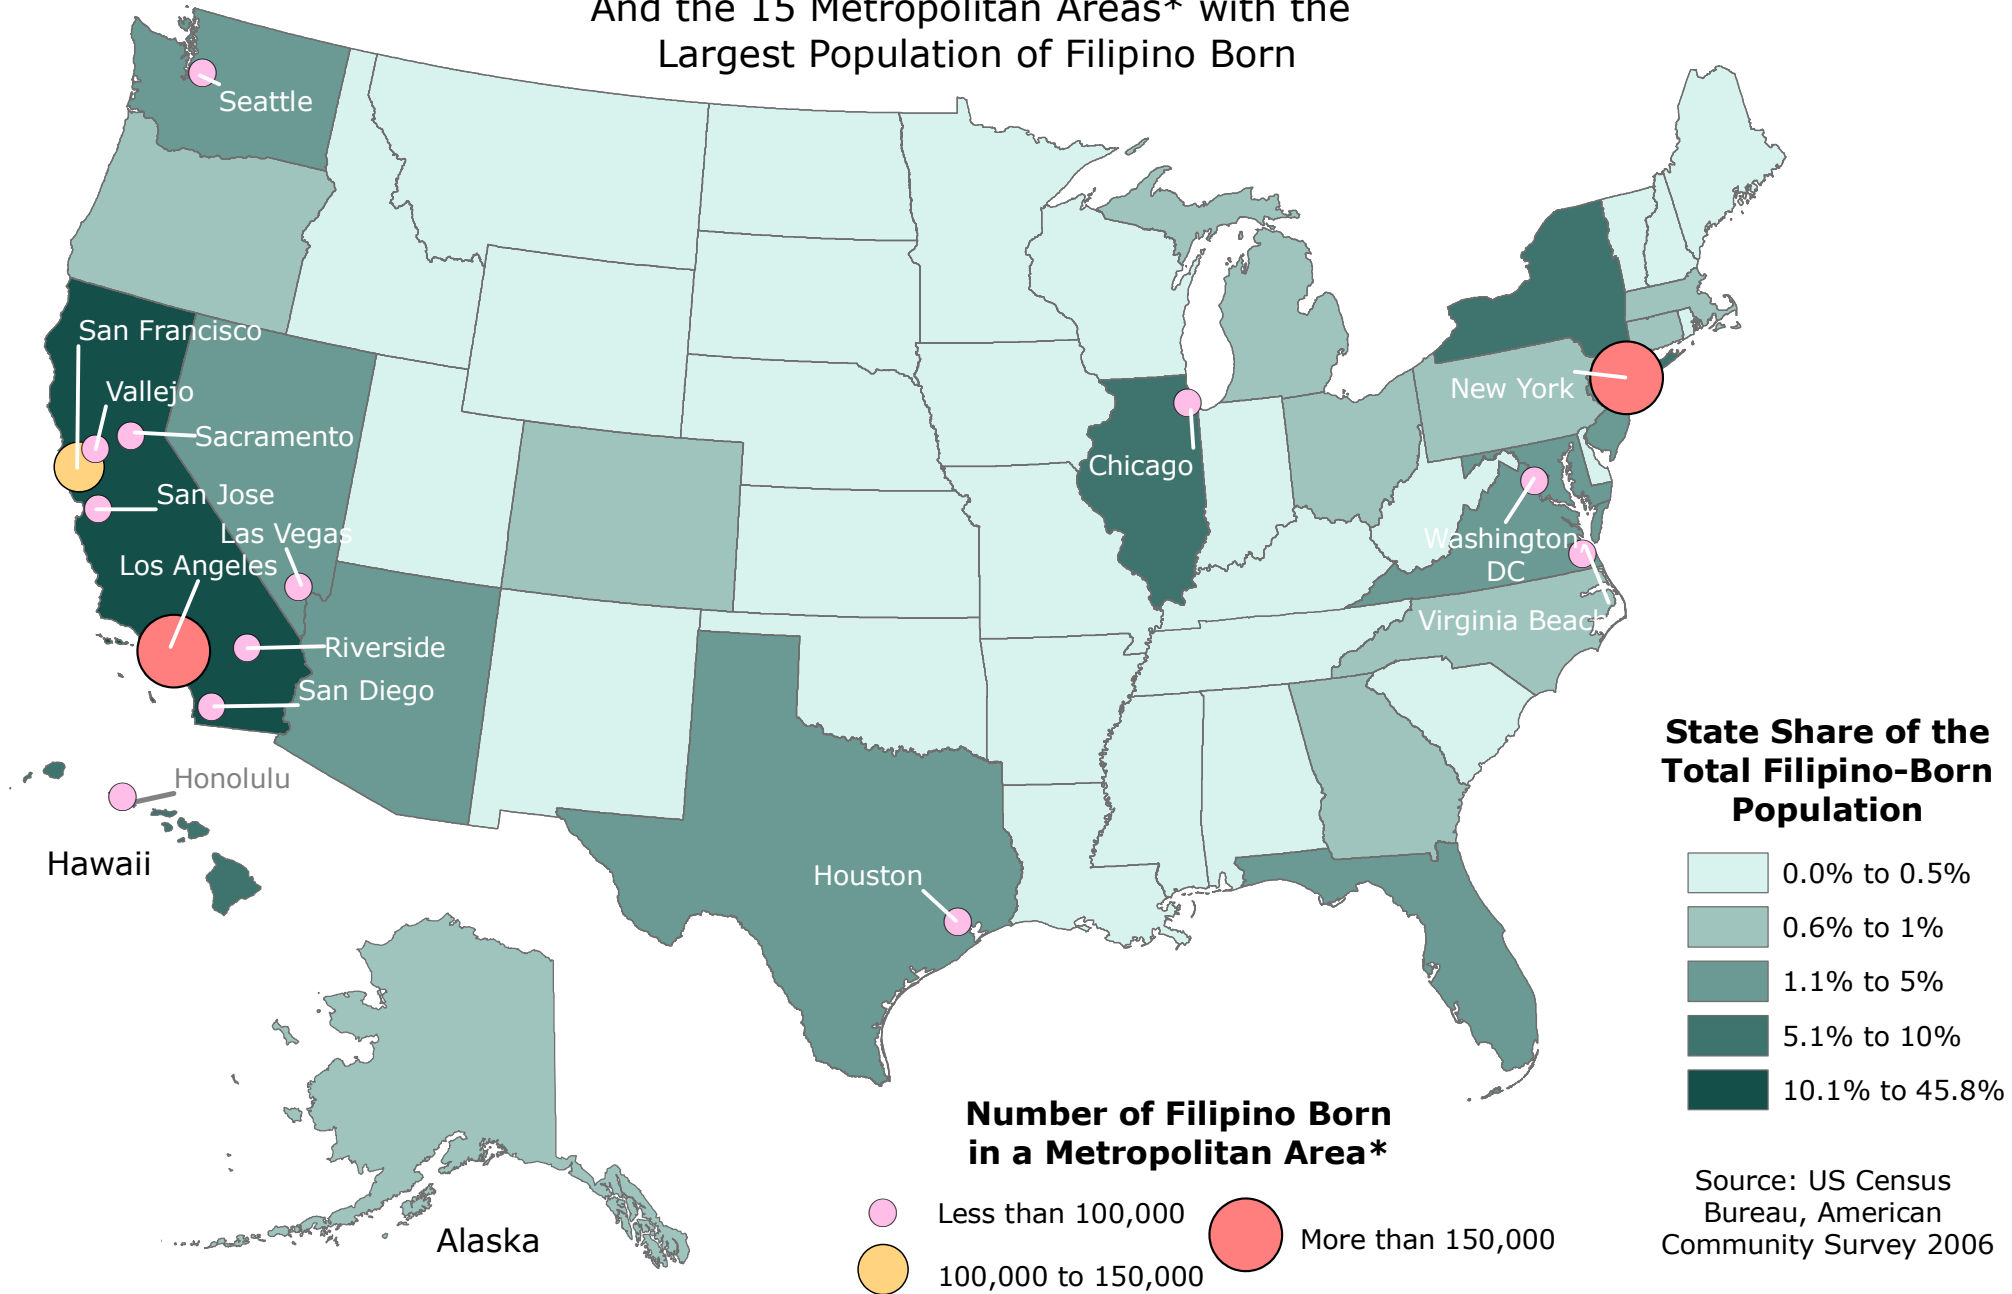 And the 15 Metropolitan Areas* with the
Largest Population of Filipino Born
Seattle
San Francisco
Vallejo
Sacramento
San Jose
Las Vegas
Los Angeles
Riverside
San Diego
Honolulu
Hawaii
Alaska
Houston
Chicago
New York
Washington
DC
Virginia Beach
State Share of the
Total Filipino-Born
Population
0.0% to 0.5%
0.6% to 1%
1.1% to 5%
5.1% to 10%
10.1% to 45.8%
Number of Filipino Born
in a Metropolitan Area*
Less than 100,000
100,000 to 150,000
More than 150,000
Source: US Census
Bureau, American
Community Survey 2006